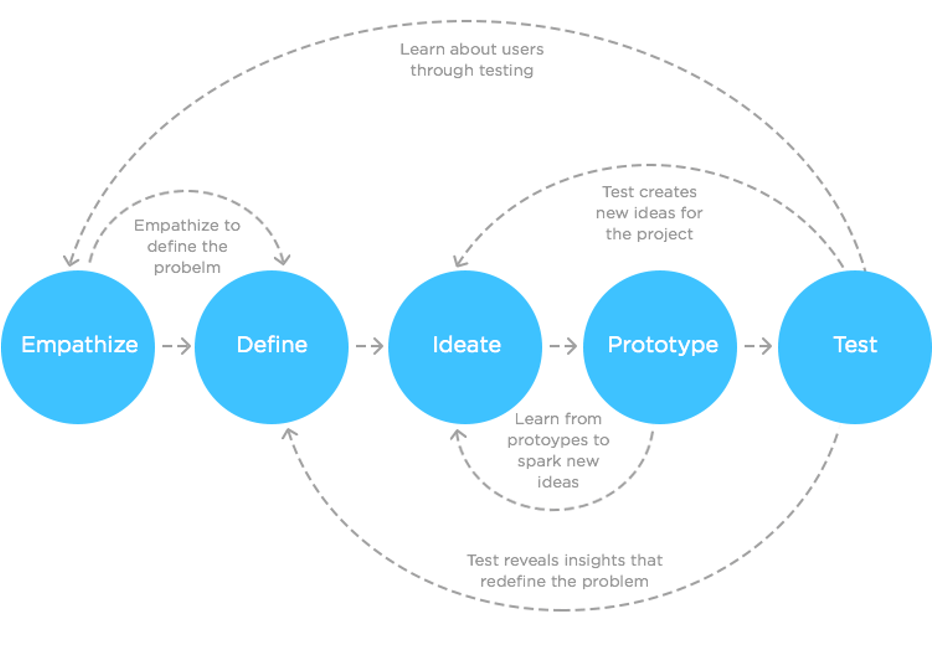 Learn about users
through testing
Test creates
new ideas for
the project
Empathize to
define the
probelm
Empathize
Define
Ideate
Prototype
Test
Learn from
protoypes to
spark new
ideas
Test reveals insights that
redefine the problem